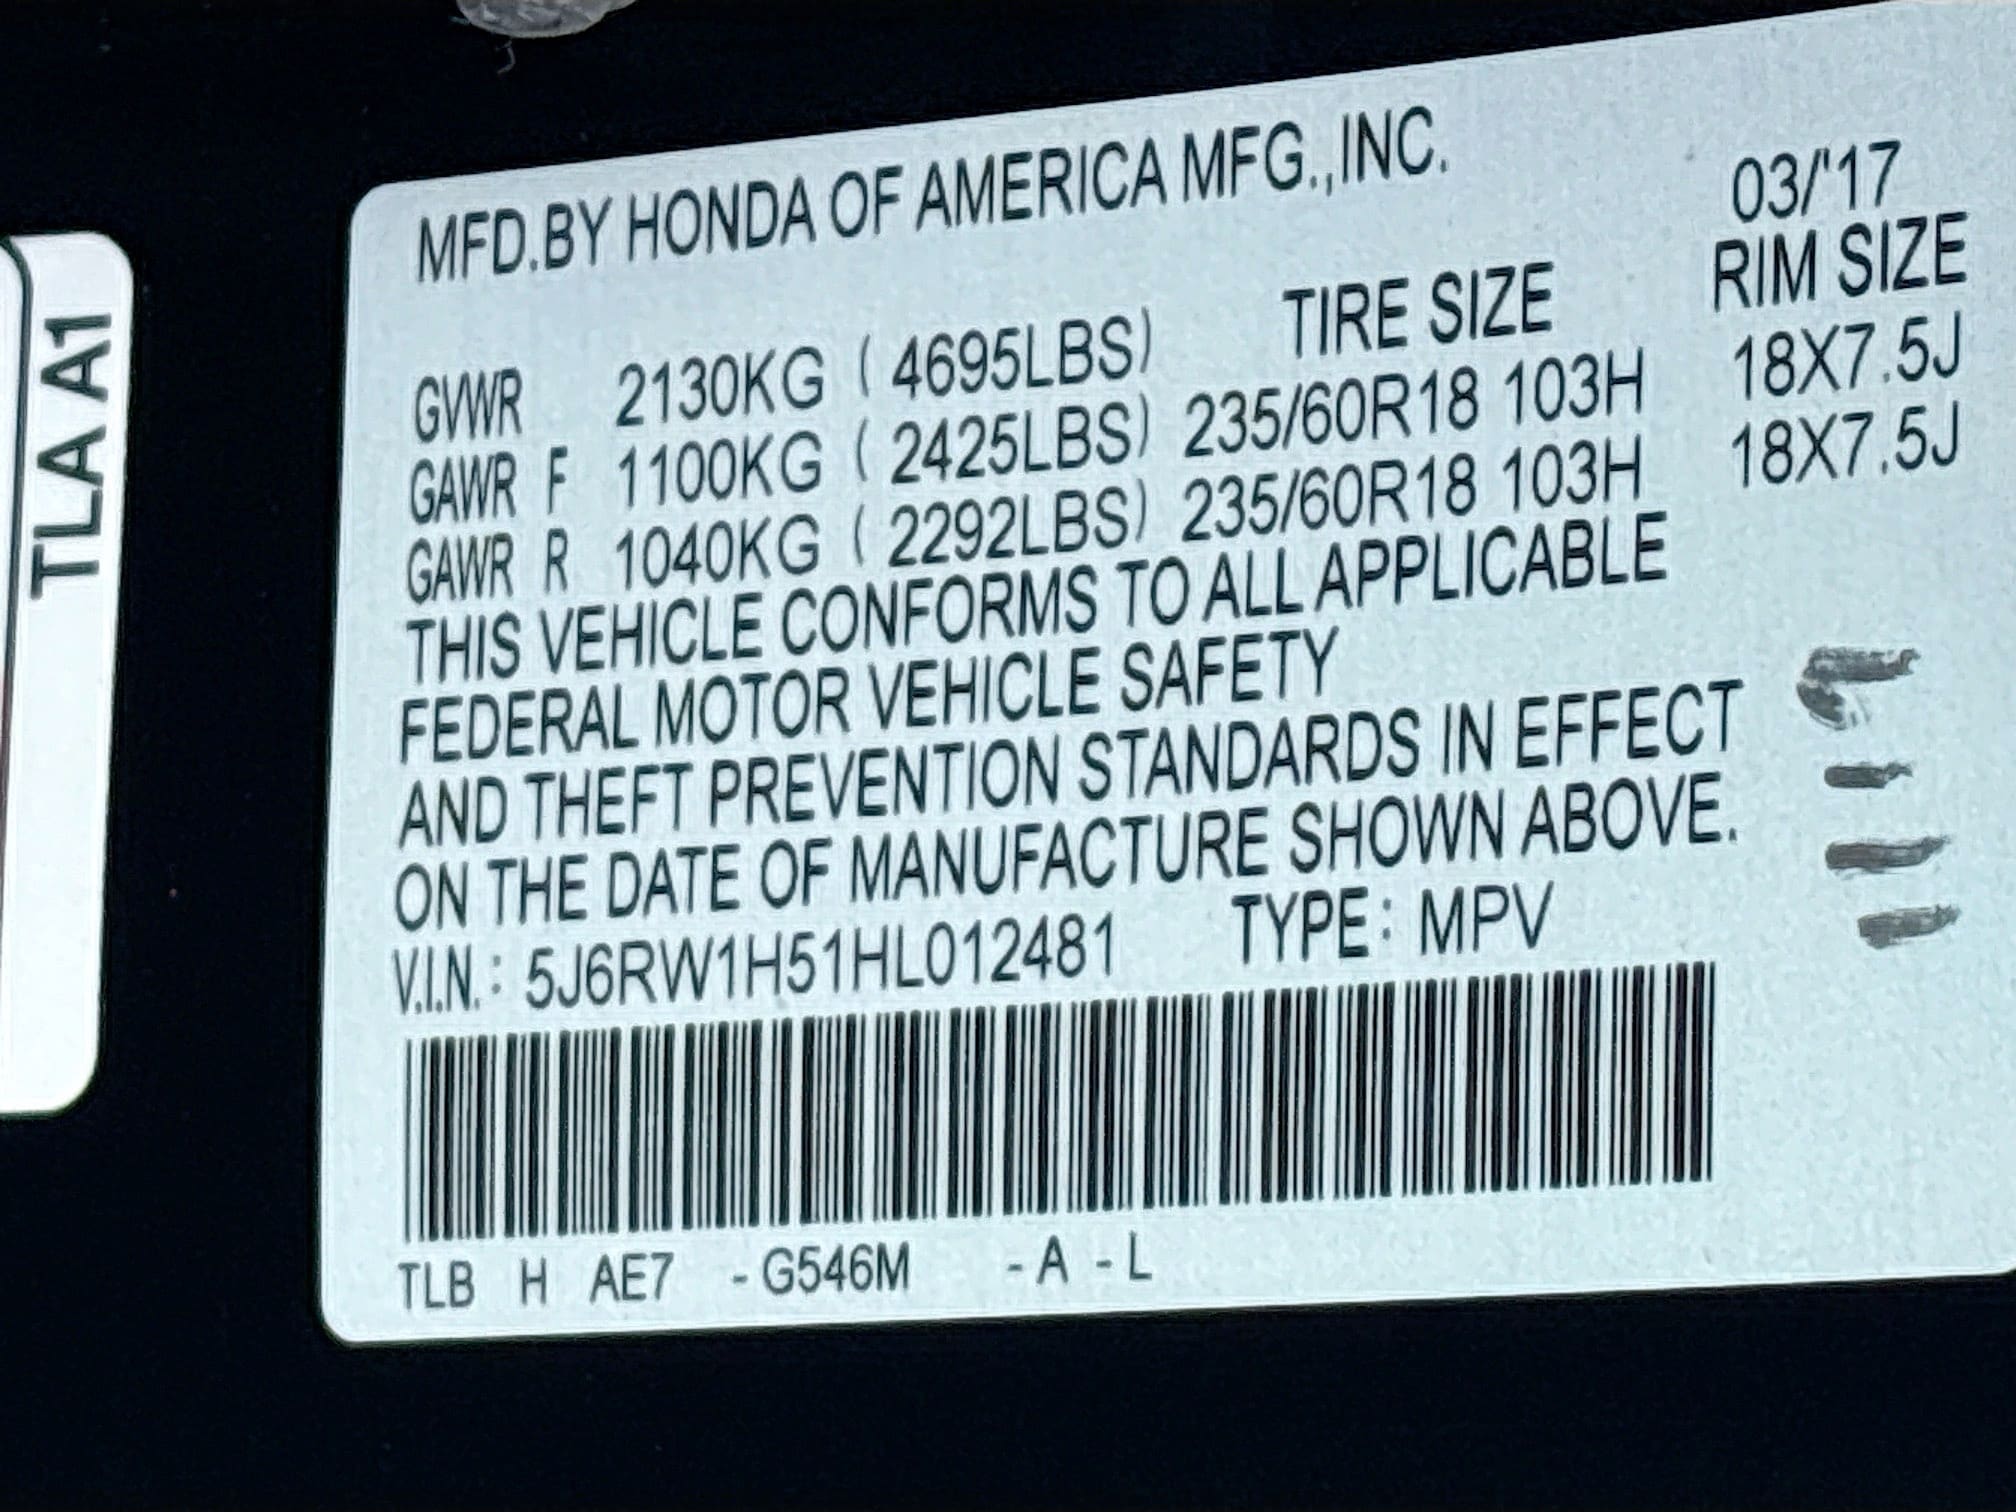 TLA A1
MFD.BY HONDA OF AMERICA MFG.,INC. 03/'17
TIRE SIZE RIM SIZE
GVWR 2130KG ( 4695LBS)
GAWR F 1100KG ( 2425LBS) 235/60R18 103H 18X7.5J
GAWR R 1040KG ( 2292LBS) 235/60R18 103H 18X7.5J
THIS VEHICLE CONFORMS TO ALL APPLICABLE
FEDERAL MOTOR VEHICLE SAFETY
AND THEFT PREVENTION STANDARDS IN EFFECT
ON THE DATE OF MANUFACTURE SHOWN ABOVE.
V.I.N.: 5J6RW1H51HL012481 TYPE: MPV
TLB H AE7 - G546M - A - L